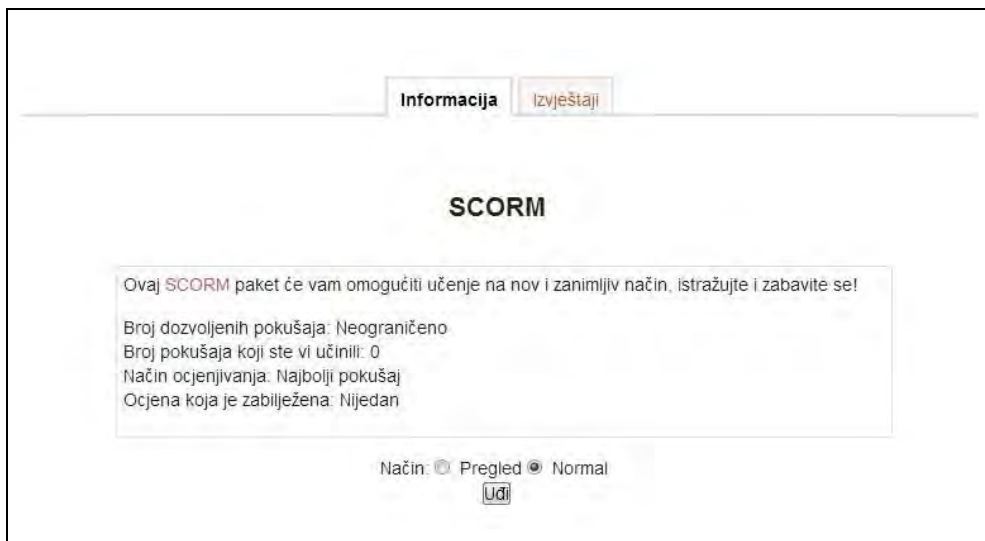 Informacija Izvještaji
SCORM
Ovaj SCORM paket će vam omogućiti učenje na nov i zanimljiv način, istražujte i zabavite se!
Broj dozvoljenih pokušaja: Neograničeno
Broj pokušaja koji ste vi učinili: 0
Način ocjenjivanja: Najbolji pokušaj
Ocjena koja je zabilježena: Nijedan
Način: Pregled Normal
Uđi